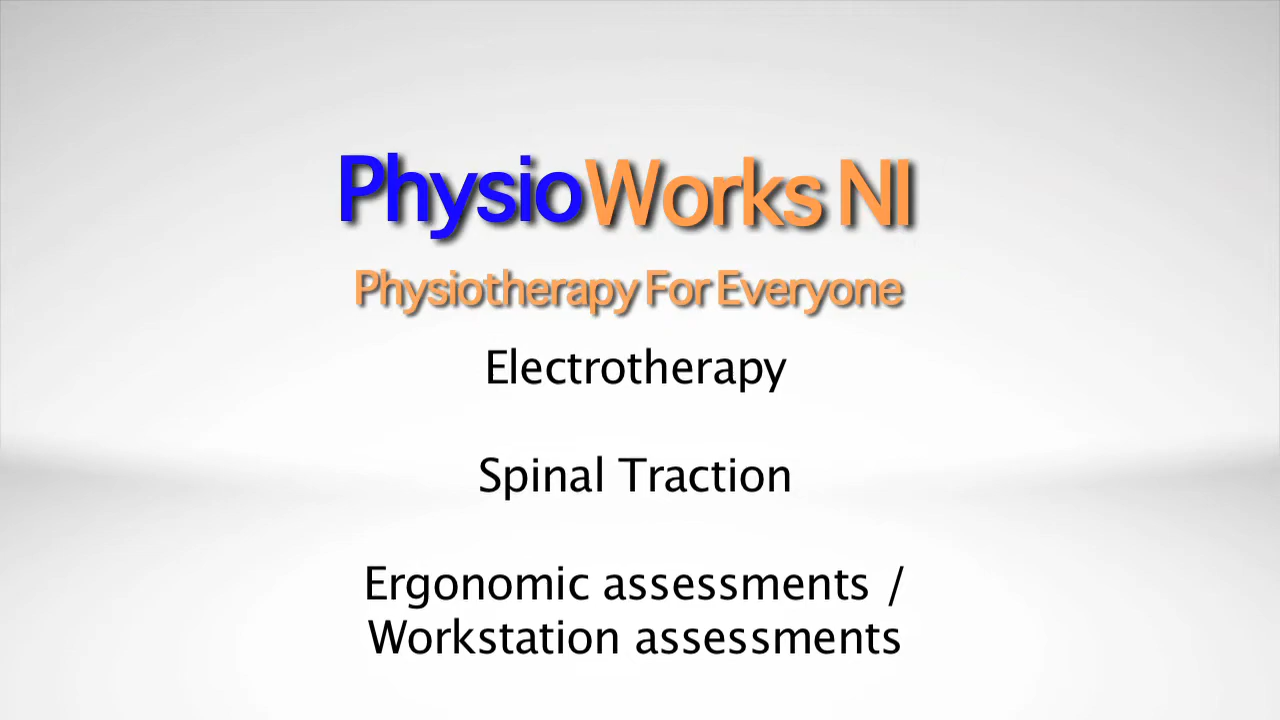 PhysioWorks NI
Physiotherapy For Everyone
Electrotherapy
Spinal Traction
Ergonomic assessments /
Workstation assessments